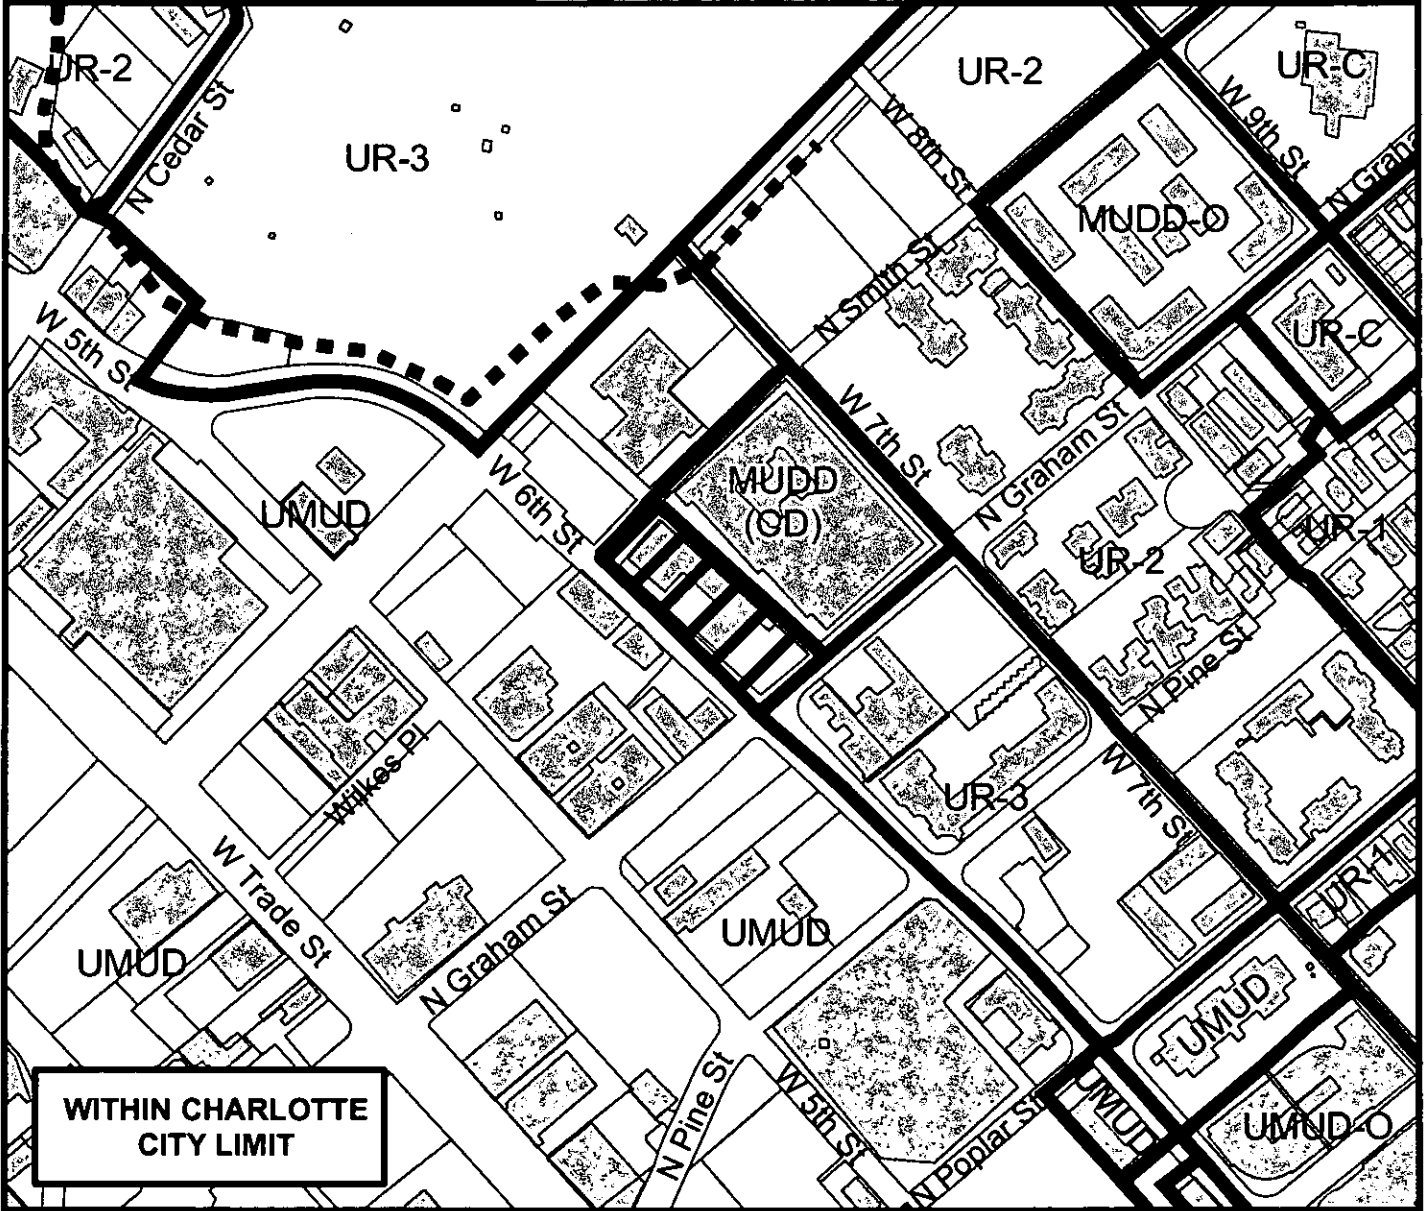 UR-2
N Cedar St
UR-3
UR-2
W 8th St
UR-C
W 9th St
N Graha
MUDD-O
N Smith St
UR-C
W 5th St
W 7th St
N Graham St
MUDD
(CD)
W 6th St
UMUD
UR-1
UR-2
N Pine St
Wilkes Pl
UR-3
W 7th St
UR-1
W Trade St
N Graham St
UMUD
UMUD
UMUD
N Pine St
W 5th St
N Poplar St
UMUD
UMUD-O
WITHIN CHARLOTTE
CITY LIMIT